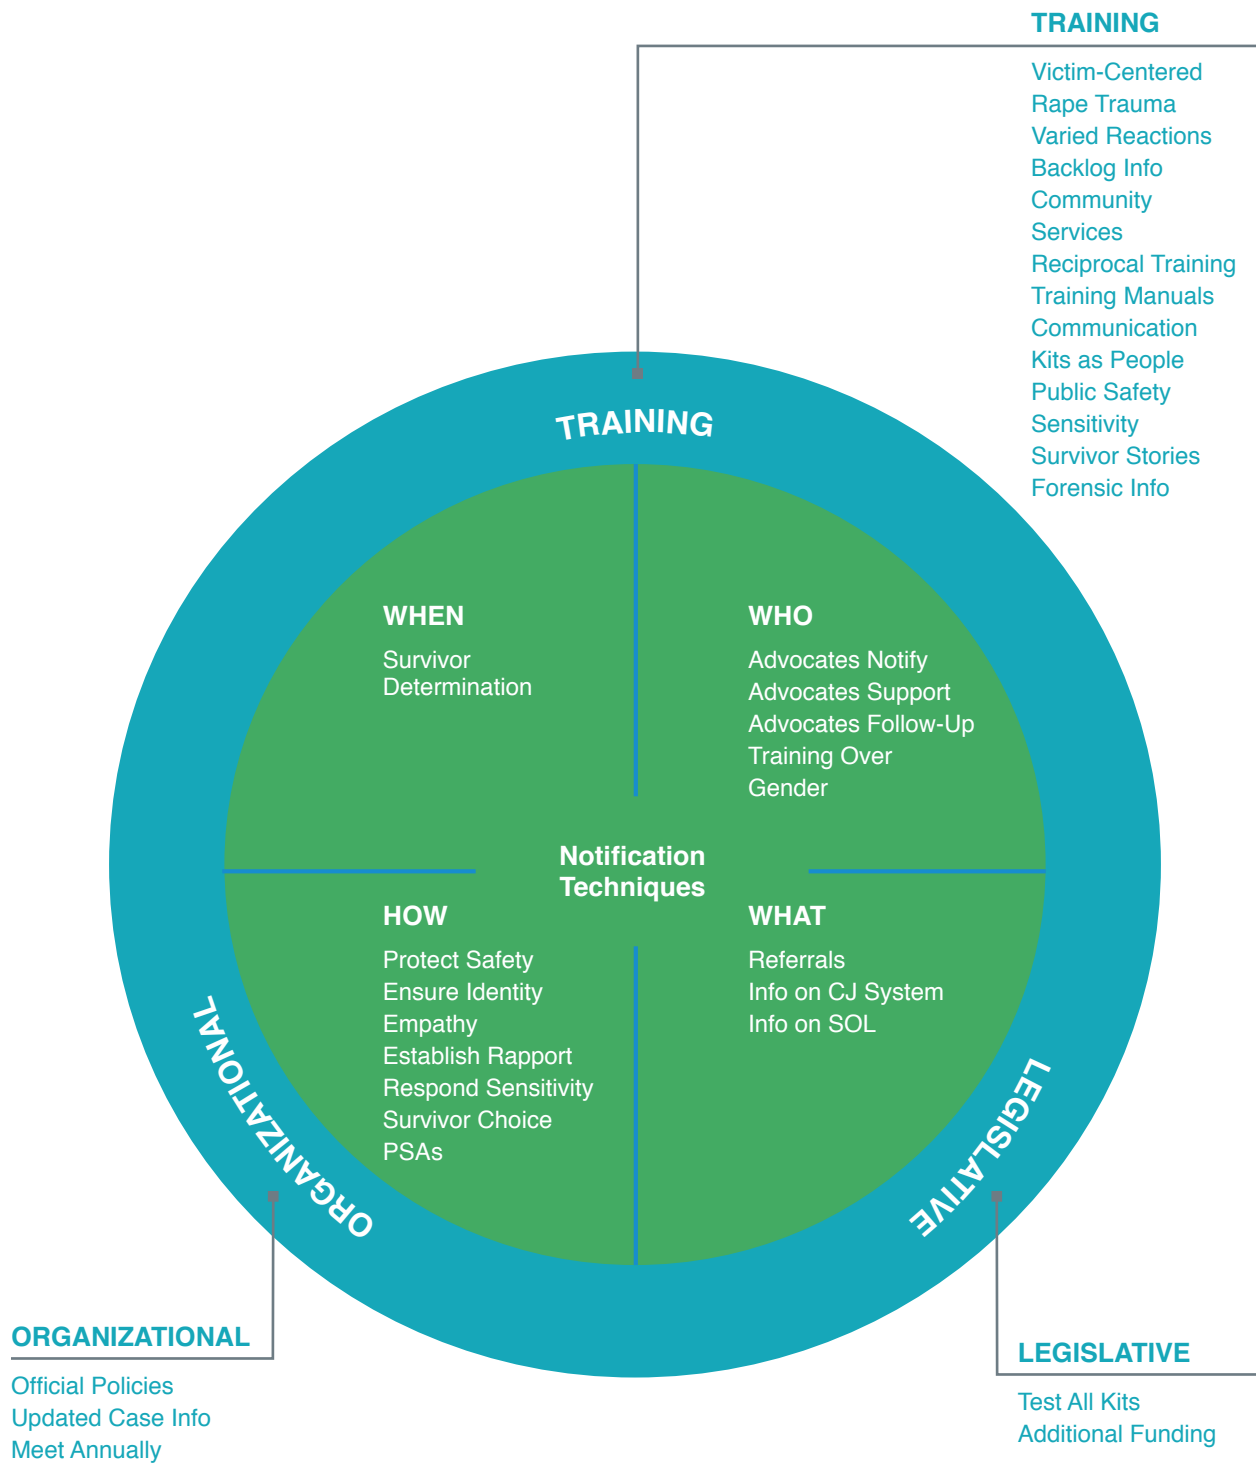 TRAINING
Victim-Centered
Rape Trauma
Varied Reactions
Backlog Info
Community
Services
Reciprocal Training
Training Manuals
Communication
Kits as People
Public Safety
Sensitivity
Survivor Stories
Forensic Info
TRAINING
WHEN
Survivor
Determination
WHO
Advocates Notify
Advocates Support
Advocates Follow-Up
Training Over
Gender
Notification
Techniques
HOW
Protect Safety
Ensure Identity
Empathy
Establish Rapport
Respond Sensitivity
Survivor Choice
PSAs
WHAT
Referrals
Info on CJ System
Info on SOL
ORGANIZATIONAL
LEGISLATIVE
ORGANIZATIONAL
Official Policies
Updated Case Info
Meet Annually
LEGISLATIVE
Test All Kits
Additional Funding